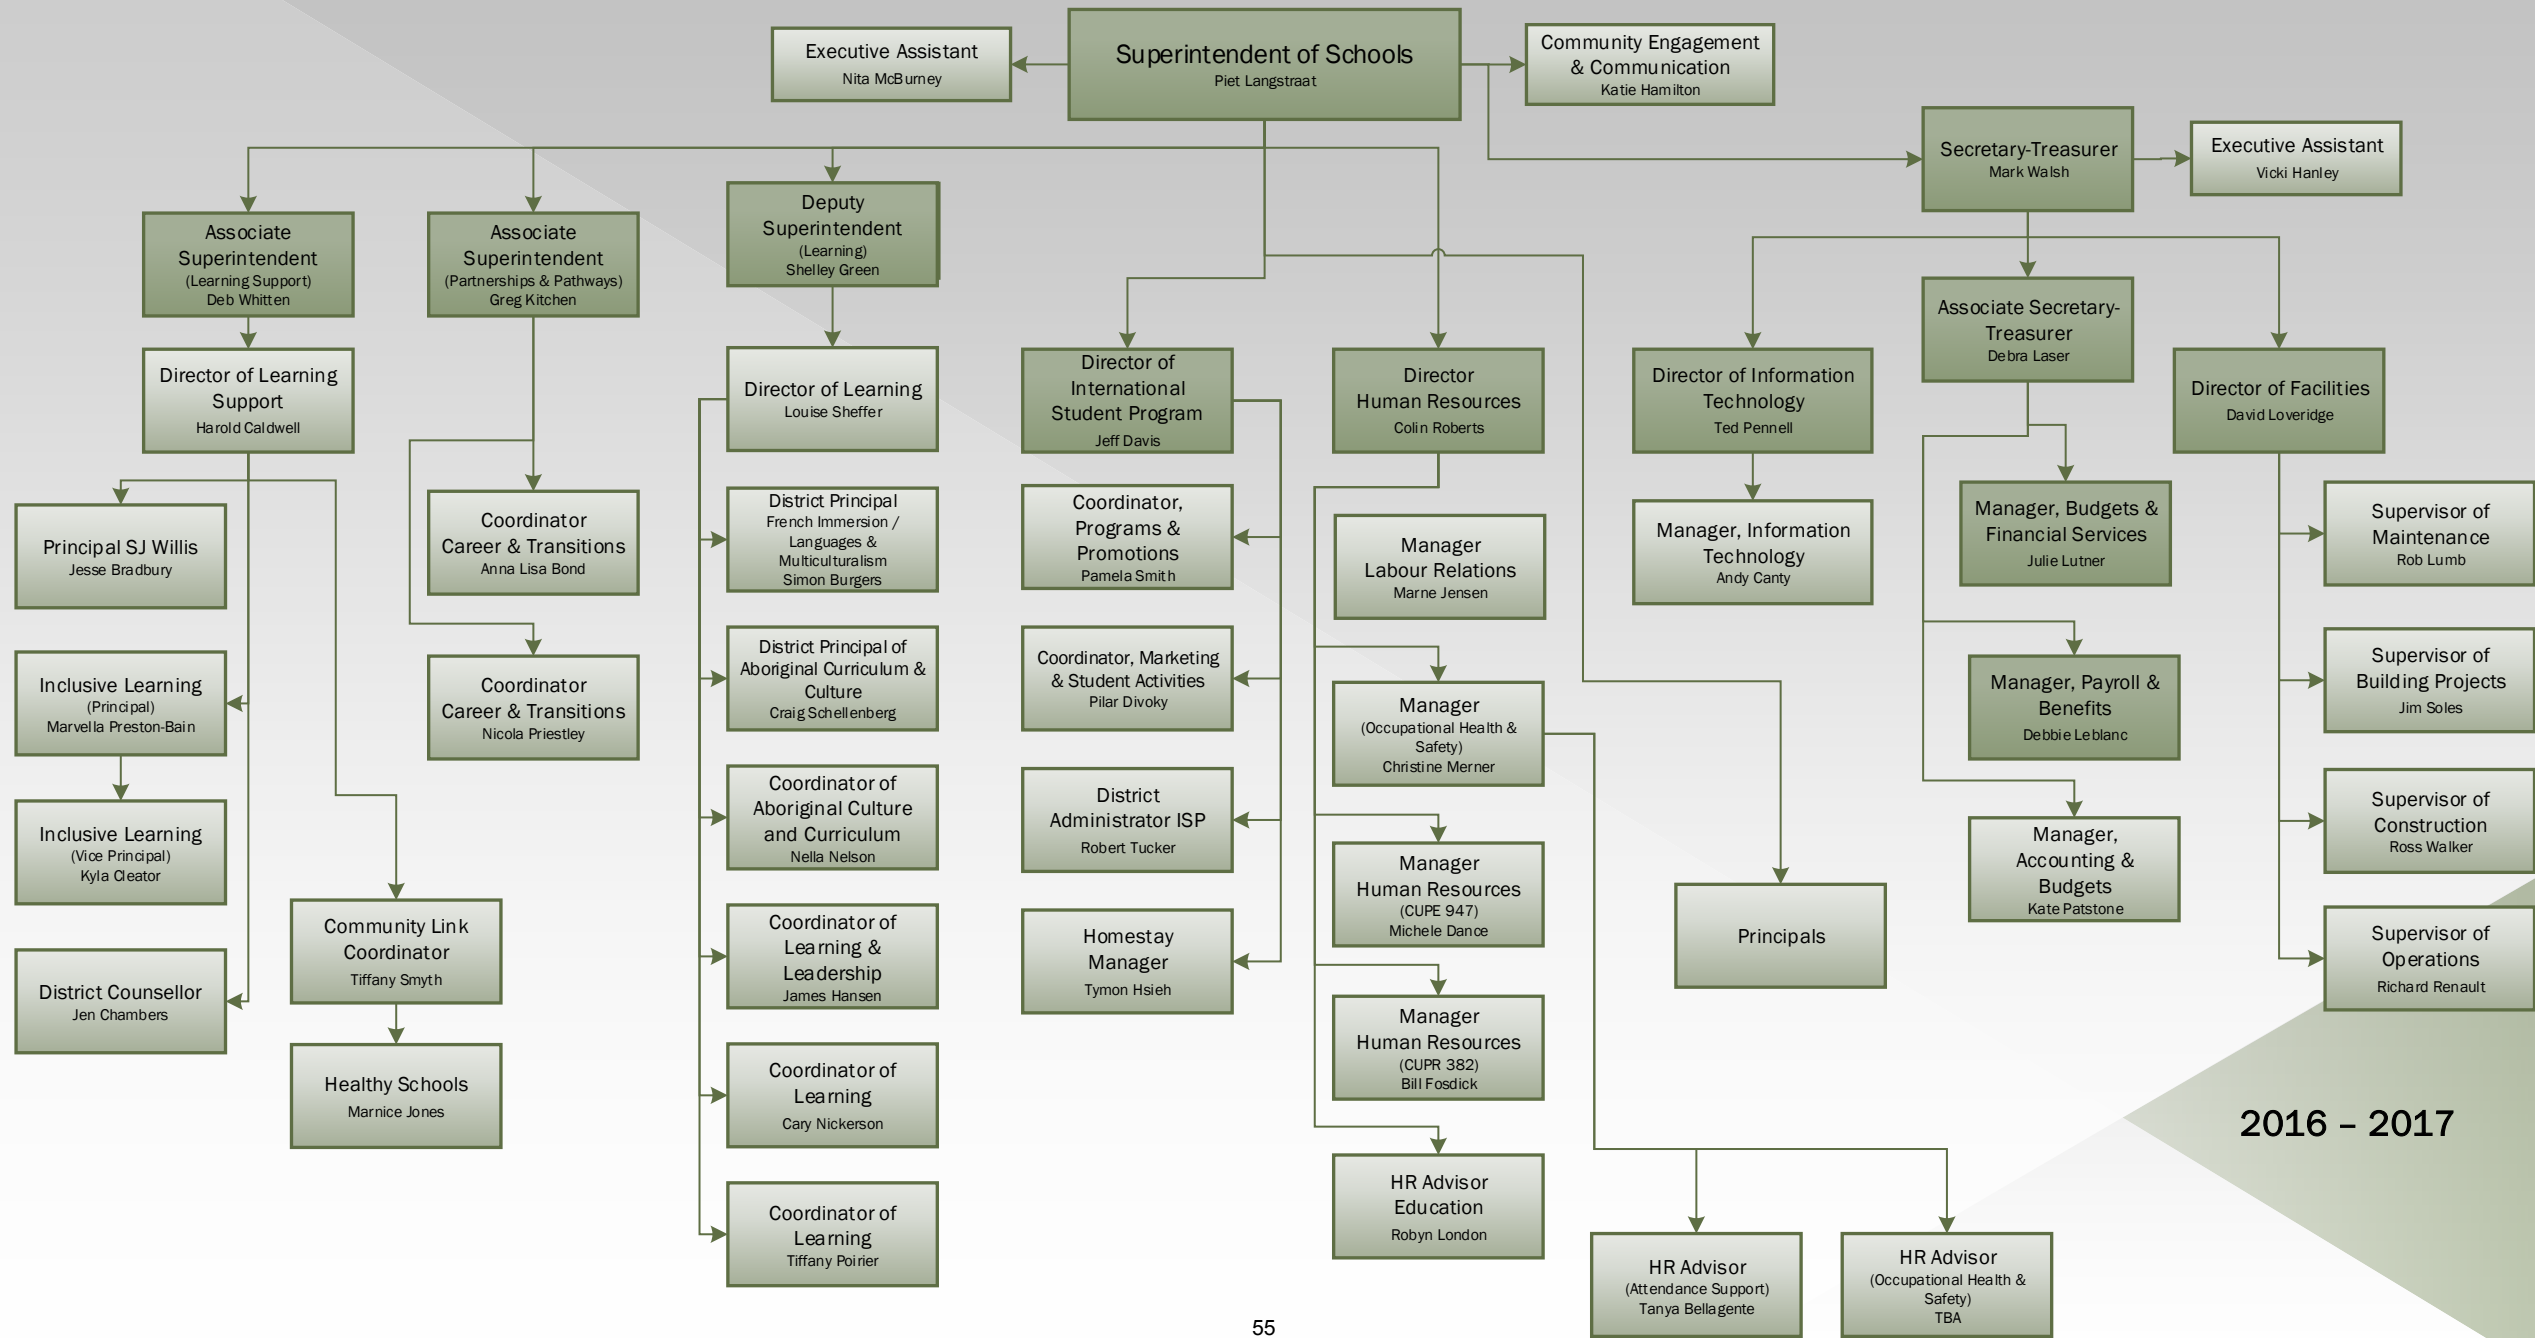 Superintendent of Schools
Piet Langstraat
Executive Assistant
Nita McBurney
Community Engagement
& Communication
Katie Hamilton
Secretary-Treasurer
Mark Walsh
Executive Assistant
Vicki Hanley
Associate
Superintendent
(Learning Support)
Deb Whitten
Associate
Superintendent
(Partnerships & Pathways)
Greg Kitchen
Deputy
Superintendent
(Learning)
Shelley Green
Director of Learning
Support
Harold Caldwell
Principal SJ Willis
Jesse Bradbury
Inclusive Learning
(Principal)
Marvella Preston-Bain
Inclusive Learning
(Vice Principal)
Kyla Cleator
District Counsellor
Jen Chambers
Community Link
Coordinator
Tiffany Smyth
Healthy Schools
Marnice Jones
Coordinator
Career & Transitions
Anna Lisa Bond
Coordinator
Career & Transitions
Nicola Priestley
Director of Learning
Louise Sheffer
District Principal
French Immersion /
Languages &
Multiculturalism
Simon Burgers
District Principal of
Aboriginal Curriculum &
Culture
Craig Schellenberg
Coordinator of
Aboriginal Culture
and Curriculum
Nella Nelson
Coordinator of
Learning &
Leadership
James Hansen
Coordinator of
Learning
Cary Nickerson
Coordinator of
Learning
Tiffany Poirier
Director of
International
Student Program
Jeff Davis
Coordinator,
Programs &
Promotions
Pamela Smith
Coordinator, Marketing
& Student Activities
Pilar Divoky
District
Administrator ISP
Robert Tucker
Homestay
Manager
Tymon Hsieh
Director
Human Resources
Colin Roberts
Manager
Labour Relations
Marne Jensen
Manager
(Occupational Health &
Safety)
Christine Merner
Manager
Human Resources
(CUPE 947)
Michele Dance
Manager
Human Resources
(CUPR 382)
Bill Fosdick
HR Advisor
Education
Robyn London
HR Advisor
(Attendance Support)
Tanya Bellagente
HR Advisor
(Occupational Health &
Safety)
TBA
Principals
Director of Information
Technology
Ted Pennell
Manager, Information
Technology
Andy Canty
Associate Secretary-
Treasurer
Debra Laser
Manager, Budgets &
Financial Services
Julie Lutner
Manager, Payroll &
Benefits
Debbie Leblanc
Manager,
Accounting &
Budgets
Kate Patstone
Director of Facilities
David Loveridge
Supervisor of
Maintenance
Rob Lumb
Supervisor of
Building Projects
Jim Soles
Supervisor of
Construction
Ross Walker
Supervisor of
Operations
Richard Renault
2016 – 2017
55